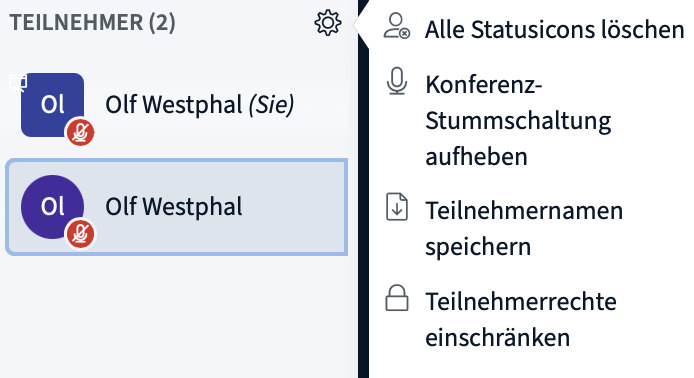 TEILNEHMER (2)
Ol
Olf Westphal (Sie)
Ol
Olf Westphal
Alle Statusicons löschen
Konferenz-
Stummschaltung
aufheben
Teilnehmernamen
speichern
Teilnehmerrechte
einschränken